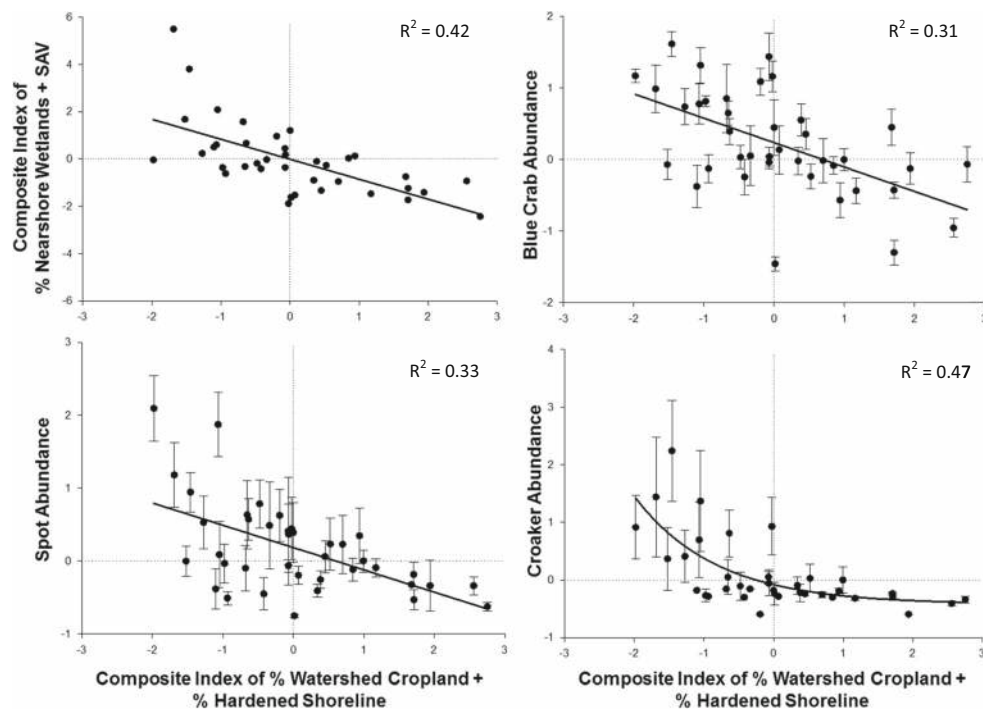 R² = 0.42
Composite Index of
% Nearshore Wetlands + SAV
6
4
2
0
-2
-4
-6
-3 -2 -1 0 1 2 3
R² = 0.31
Blue Crab Abundance
2
1
0
-1
-2
-3 -2 -1 0 1 2 3
R² = 0.33
Spot Abundance
3
2
1
0
-1
-3 -2 -1 0 1 2 3
Composite Index of % Watershed Cropland +
% Hardened Shoreline
R² = 0.47
Croaker Abundance
4
3
2
1
0
-1
-3 -2 -1 0 1 2 3
Composite Index of % Watershed Cropland +
% Hardened Shoreline